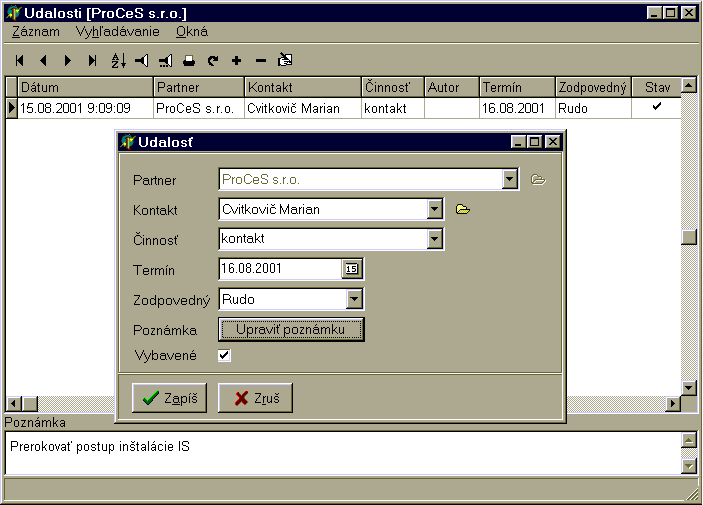 Udalosti [ProCeS s.r.o.]
Záznam Vyhľadávanie Okná
Dátum Partner Kontakt Činnosť Autor Termín Zodpovedný Stav
15.08.2001 9:09:09 ProCeS s.r.o. Cvitkovič Marian kontakt 16.08.2001 Rudo
Udalosť
Partner ProCeS s.r.o.
Kontakt Cvitkovič Marian
Činnosť kontakt
Termín 16.08.2001 15
Zodpovedný Rudo
Poznámka Upraviť poznámku
Vybavené
Zapíš Zruš
Poznámka
Prerokovať postup inštalácie IS